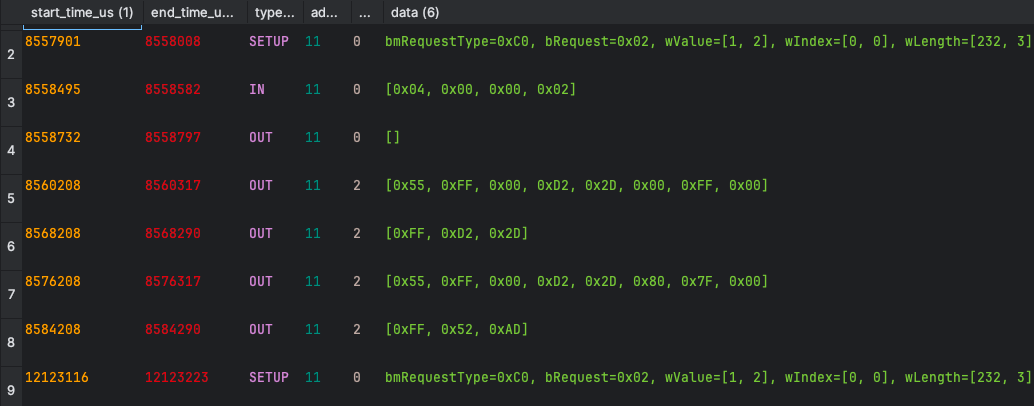 start_time_us (1) end_time_u... type... ad... ... data (6)
2 8557901 8558008 SETUP 11 0 bmRequestType=0xC0, bRequest=0x02, wValue=[1, 2], wIndex=[0, 0], wLength=[232, 3]
3 8558495 8558582 IN 11 0 [0x04, 0x00, 0x00, 0x02]
4 8558732 8558797 OUT 11 0 []
5 8560208 8560317 OUT 11 2 [0x55, 0xFF, 0x00, 0xD2, 0x2D, 0x00, 0xFF, 0x00]
6 8568208 8568290 OUT 11 2 [0xFF, 0xD2, 0x2D]
7 8576208 8576317 OUT 11 2 [0x55, 0xFF, 0x00, 0xD2, 0x2D, 0x80, 0x7F, 0x00]
8 8584208 8584290 OUT 11 2 [0xFF, 0x52, 0xAD]
9 12123116 12123223 SETUP 11 0 bmRequestType=0xC0, bRequest=0x02, wValue=[1, 2], wIndex=[0, 0], wLength=[232, 3]